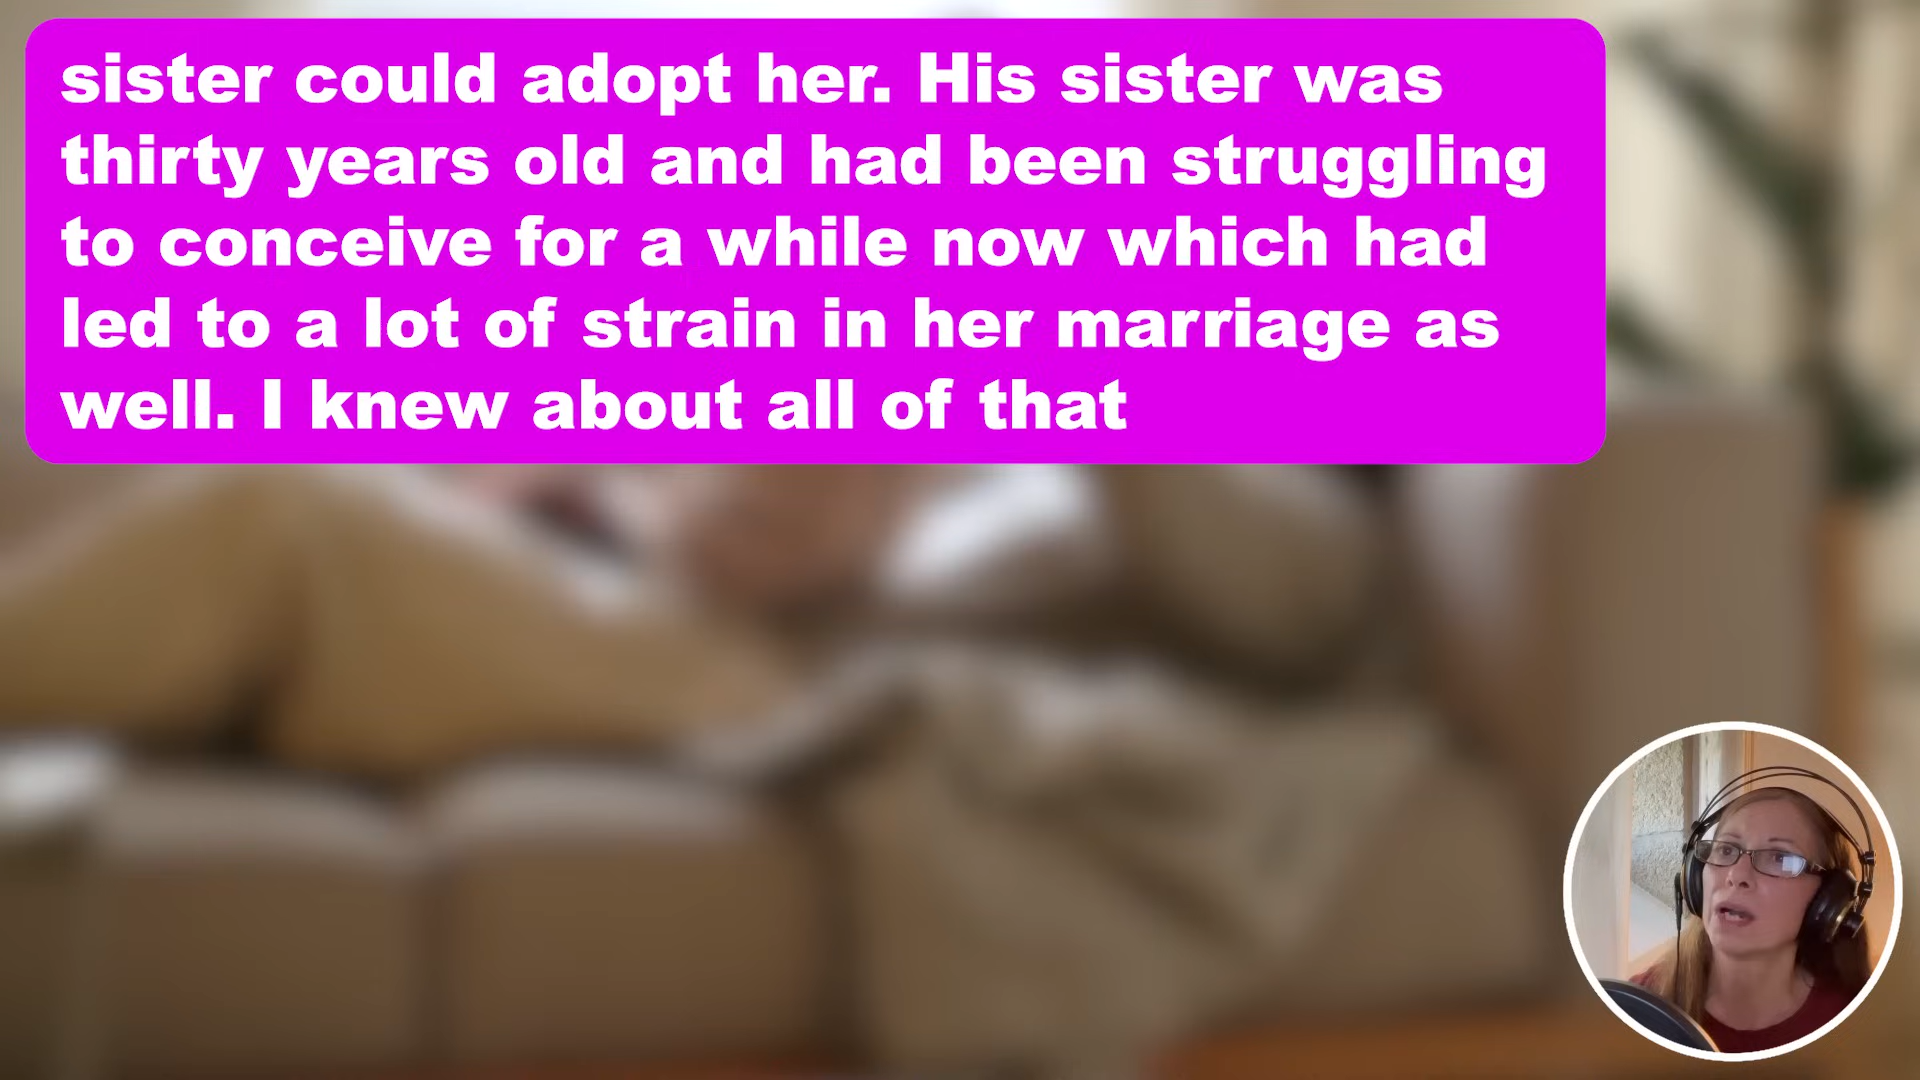 sister could adopt her. His sister was
thirty years old and had been struggling
to conceive for a while now which had
led to a lot of strain in her marriage as
well. I knew about all of that